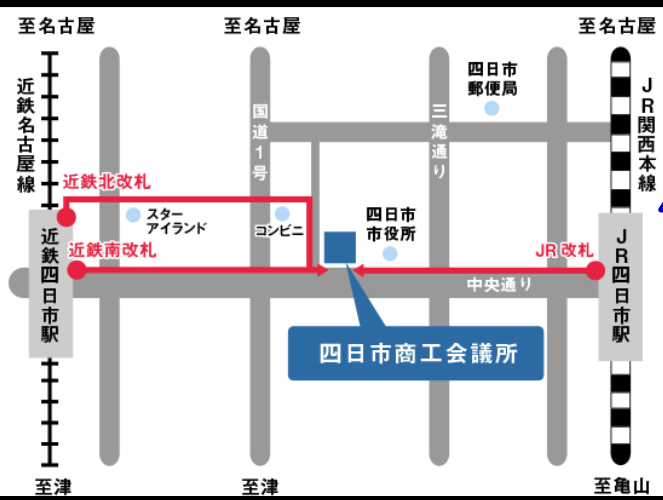 至名古屋
至名古屋
至名古屋
近鉄名古屋線
国道1号
三滝通り
四日市
郵便局
JR関西本線
近鉄北改札
スター
アイランド
コンビニ
四日市
市役所
近鉄南改札
JR改札
近鉄四日市駅
中央通り
JR四日市駅
四日市商工会議所
至津
至津
至亀山